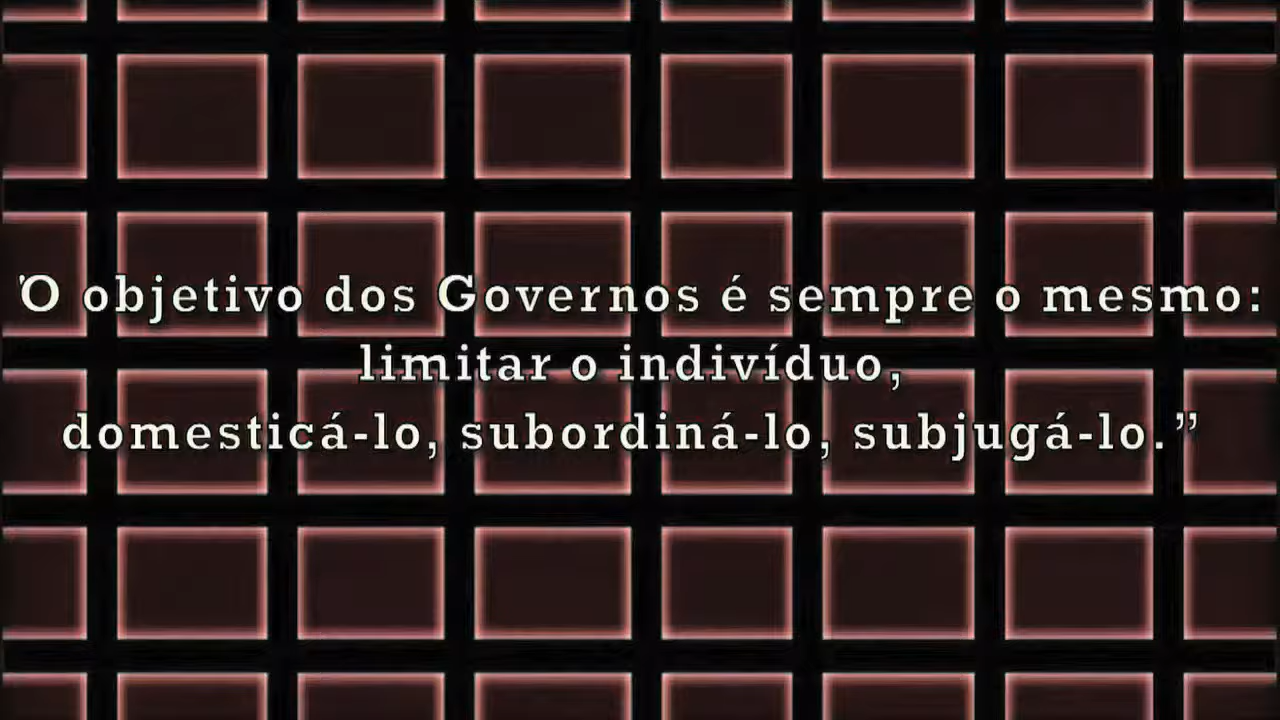 "O objetivo dos Governos é sempre o mesmo:
limitar o indivíduo,
domesticá-lo, subordiná-lo, subjugá-lo.”